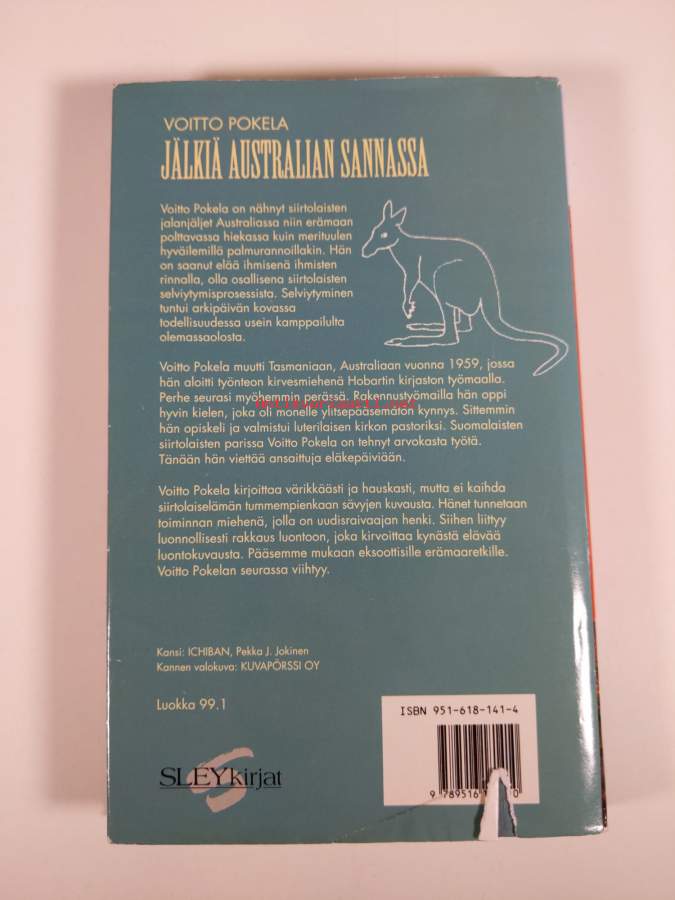 VOITTO POKELA
JÄLKIÄ AUSTRALIAN SANNASSA
Voitto Pokela on nähnyt siirtolaisten
jalanjäljet Australiassa niin erämaan
polttavassa hiekassa kuin merituulen
hyväilemillä palmurannoillakin. Hän
on saanut elää ihmisenä ihmisten
rinnalla, olla osallisena siirtolaisten
selviytymisprosessista. Selviytyminen
tuntui arkipäivän kovassa
todellisuudessa usein kamppailulta
olemassaolosta.
Voitto Pokela muutti Tasmaniaan, Australiaan vuonna 1959, jossa
hän aloitti työnteon kirvesmiehenä Hobartin kirjaston työmaalla.
Perhe seurasi myöhemmin perässä. Rakennustyömailla hän oppi
hyvin kielen, joka oli monelle ylitsepääsemätön kynnys. Sittemmin
hän opiskeli ja valmistui luterilaisen kirkon pastoriksi. Suomalaisten
siirtolaisten parissa Voitto Pokela on tehnyt arvokasta työtä.
Tänään hän viettää ansaittuja eläkepäiviään.
Voitto Pokela kirjoittaa värikkäästi ja hauskasti, mutta ei kaihda
siirtolaiselämän tummempienkaan sävyjen kuvausta. Hänet tunnetaan
toiminnan miehenä, jolla on uudisraivaajan henki. Siihen liittyy
luonnollisesti rakkaus luontoon, joka kirvoittaa kynästä elävää
luontokuvausta. Pääsemme mukaan eksoottisille erämaaretkille.
Voitto Pokelan seurassa viihtyy.
Kansi: ICHIBAN, Pekka J. Jokinen
Kannen valokuva: KUVAPÖRSSI OY
Luokka 99.1
ISBN 951-618-141-4
SLEYkirjat
9 789516